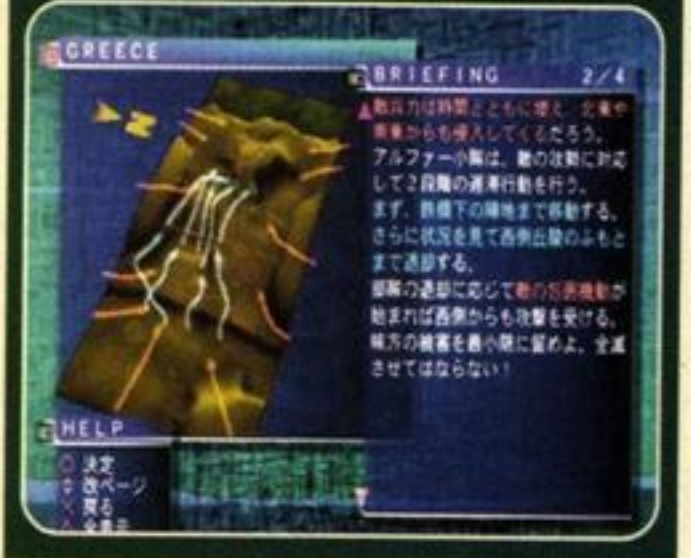 GREECE
BRIEFING 2/4
敵兵力は時間とともに増え、北東や
南東からも侵入してくるだろう。
アルファー小隊は、敵の攻勢に対応
して2段階の遅滞行動を行う。
まず、鉄橋下の陣地まで移動する。
さらに状況を見て西側丘陵のふもと
まで退却する。
部隊の退却に応じて敵の包囲機動が
始まれば西側からも攻撃を受ける。
味方の被害を最小限に留めよ、全滅
させてはならない!
HELP
決定
改ページ
戻る
全表示